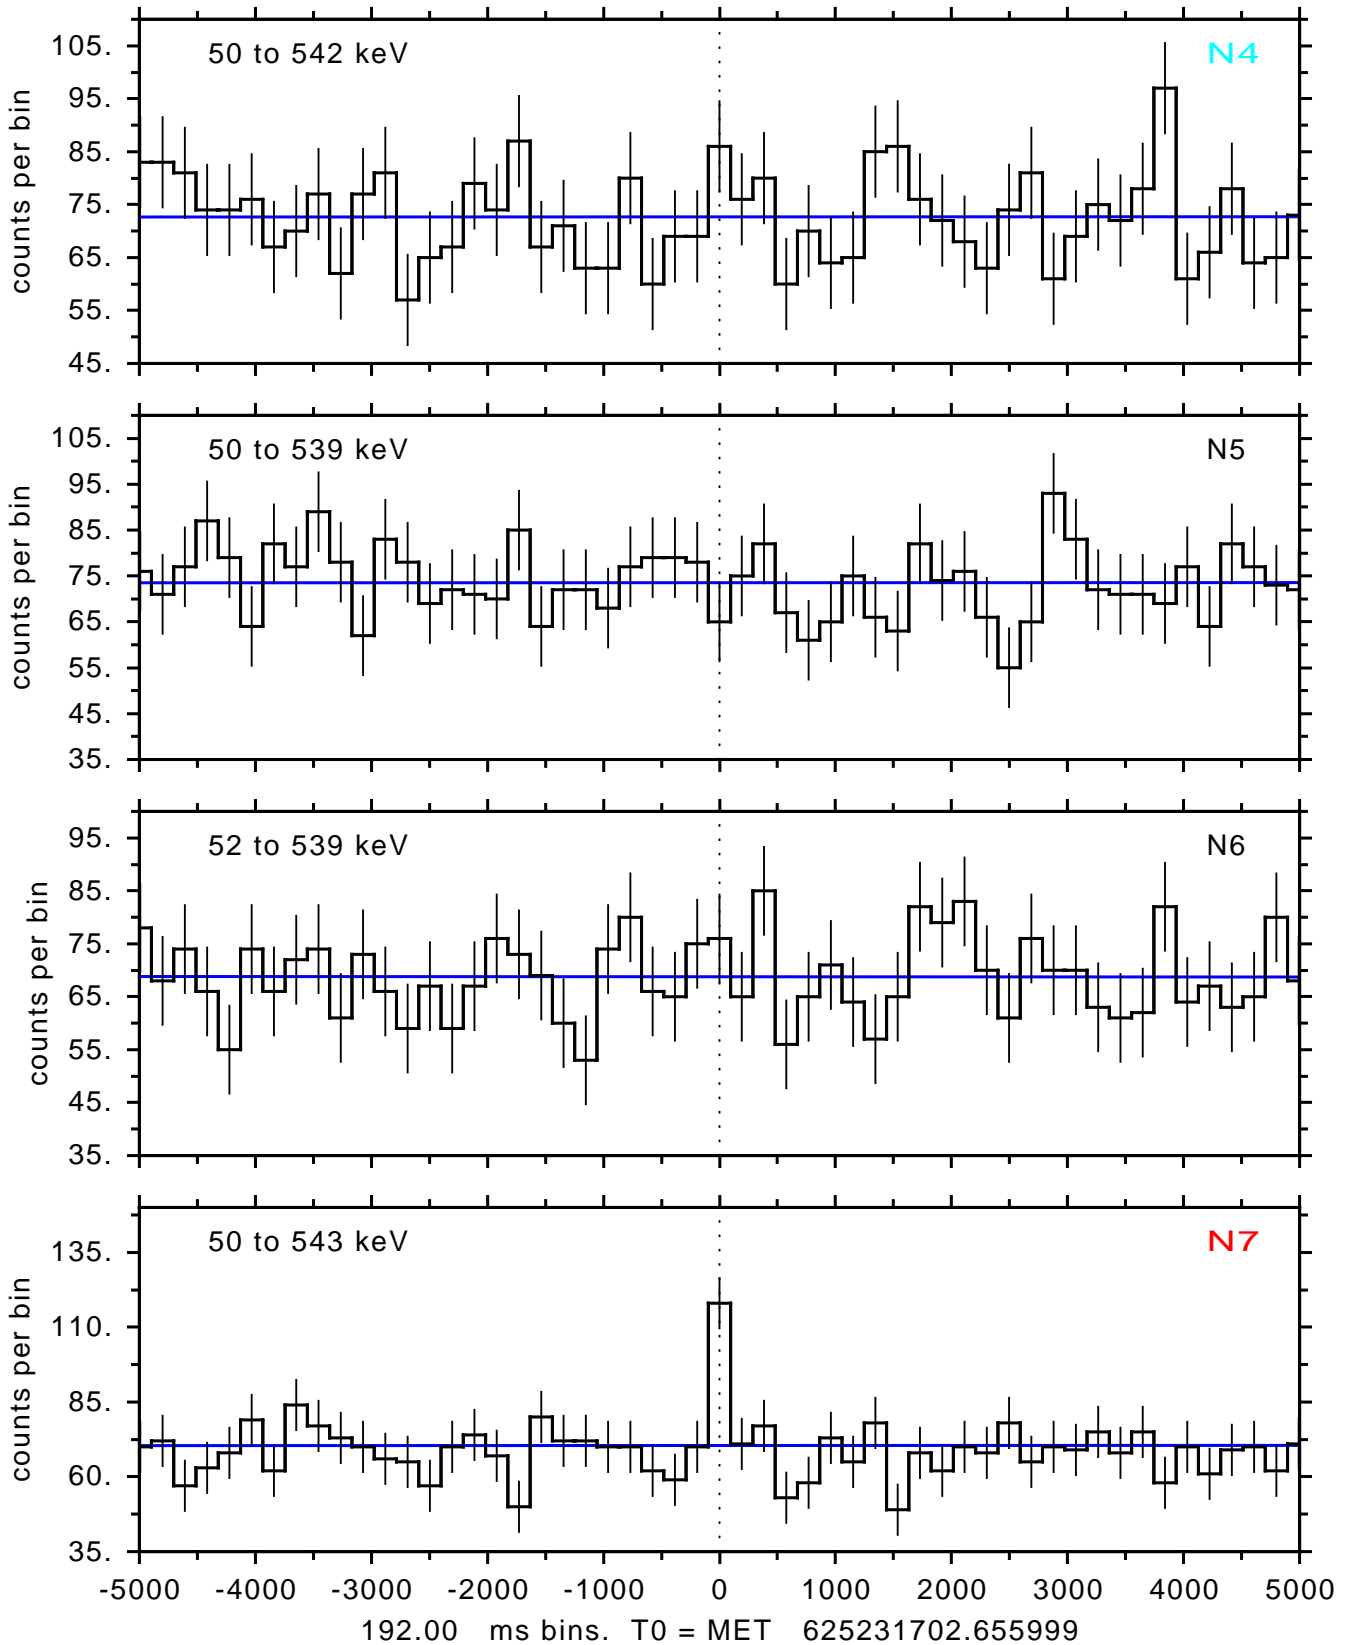 50 to 542 keV N4
105.
95.
85.
75.
65.
55.
45.
counts per bin
50 to 539 keV N5
105.
95.
85.
75.
65.
55.
45.
35.
counts per bin
52 to 539 keV N6
95.
85.
75.
65.
55.
45.
35.
counts per bin
50 to 543 keV N7
135.
110.
85.
60.
35.
counts per bin
-5000 -4000 -3000 -2000 -1000 0 1000 2000 3000 4000 5000
192.00 ms bins. T0 = MET 625231702.655999